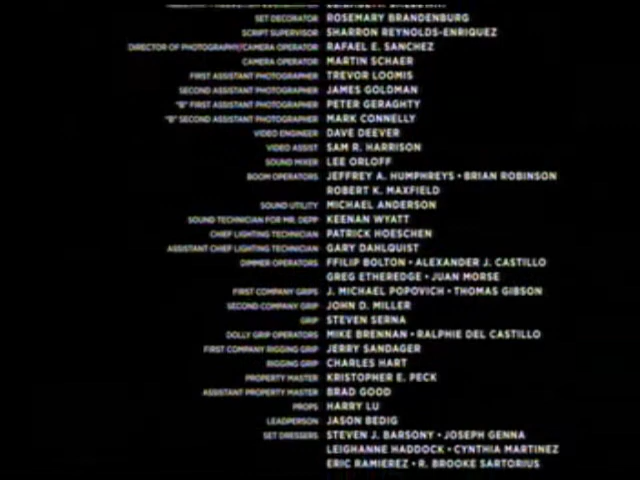 SET DECORATOR ROSEMARY BRANDENBURG
SCRIPT SUPERVISOR SHARRON REYNOLDS-ENRIQUEZ
DIRECTOR OF PHOTOGRAPHY/CAMERA OPERATOR RAFAEL E. SANCHEZ
CAMERA OPERATOR MARTIN SCHAER
FIRST ASSISTANT PHOTOGRAPHER TREVOR LOOMIS
SECOND ASSISTANT PHOTOGRAPHER JAMES GOLDMAN
"B" FIRST ASSISTANT PHOTOGRAPHER PETER GERAGHTY
"B" SECOND ASSISTANT PHOTOGRAPHER MARK CONNELLY
VIDEO ENGINEER DAVE DEEVER
VIDEO ASSIST SAM R. HARRISON
SOUND MIXER LEE ORLOFF
BOOM OPERATORS JEFFREY A. HUMPHREYS • BRIAN ROBINSON
ROBERT K. MAXFIELD
SOUND UTILITY MICHAEL ANDERSON
SOUND TECHNICIAN FOR MR. DEPP KEENAN WYATT
CHIEF LIGHTING TECHNICIAN PATRICK HOESCHEN
ASSISTANT CHIEF LIGHTING TECHNICIAN GARY DAHLQUIST
DIMMER OPERATORS FFILIP BOLTON • ALEXANDER J. CASTILLO
GREG ETHEREDGE • JUAN MORSE
FIRST COMPANY GRIPS J. MICHAEL POPOVICH • THOMAS GIBSON
SECOND COMPANY GRIP JOHN D. MILLER
GRIP STEVEN SERNA
DOLLY GRIP OPERATORS MIKE BRENNAN • RALPHIE DEL CASTILLO
FIRST COMPANY RIGGING GRIP JERRY SANDAGER
RIGGING GRIP CHARLES HART
PROPERTY MASTER KRISTOPHER E. PECK
ASSISTANT PROPERTY MASTER BRAD GOOD
PROPS HARRY LU
LEADPERSON JASON BEDIG
SET DRESSERS STEVEN J. BARSONY • JOSEPH GENNA
LEIGHANNE HADDOCK • CYNTHIA MARTINEZ
ERIC RAMIEREZ • R. BROOKE SARTORIUS